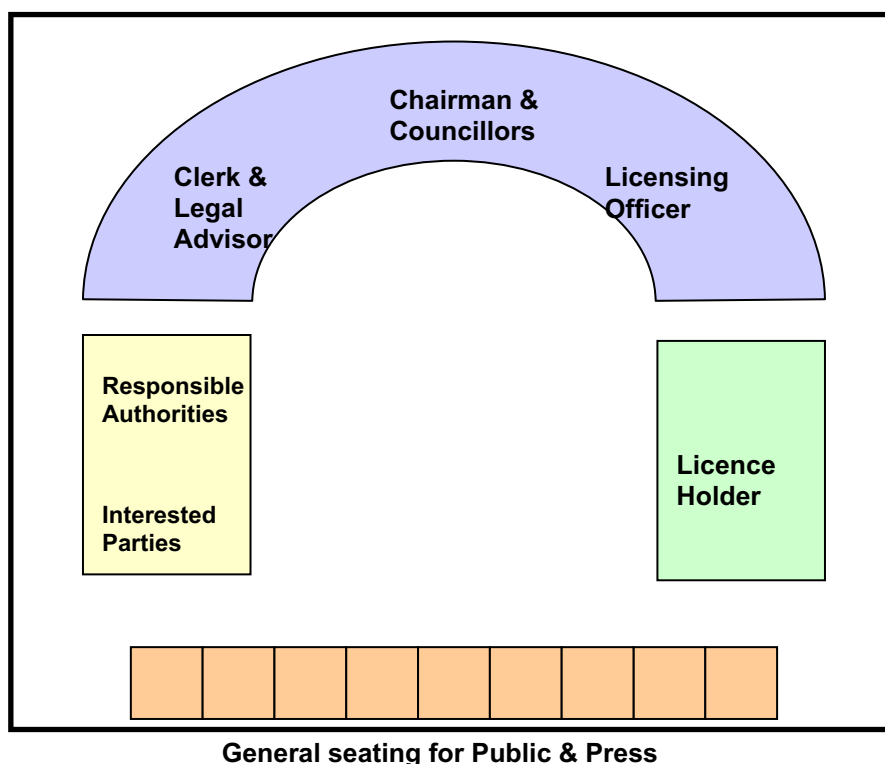 Chairman &
Councillors
Clerk &
Legal
Advisor
Licensing
Officer
Responsible
Authorities
Interested
Parties
Licence
Holder
General seating for Public & Press